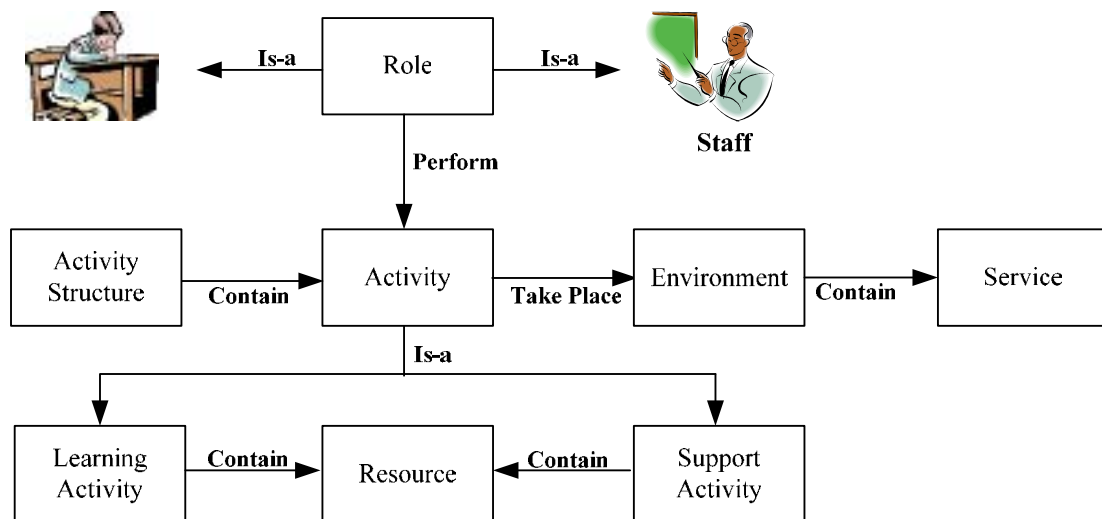 Is-a
Role
Is-a
Staff
Perform
Activity
Structure
Contain
Activity
Take Place
Environment
Contain
Service
Is-a
Learning
Activity
Contain
Resource
Contain
Support
Activity